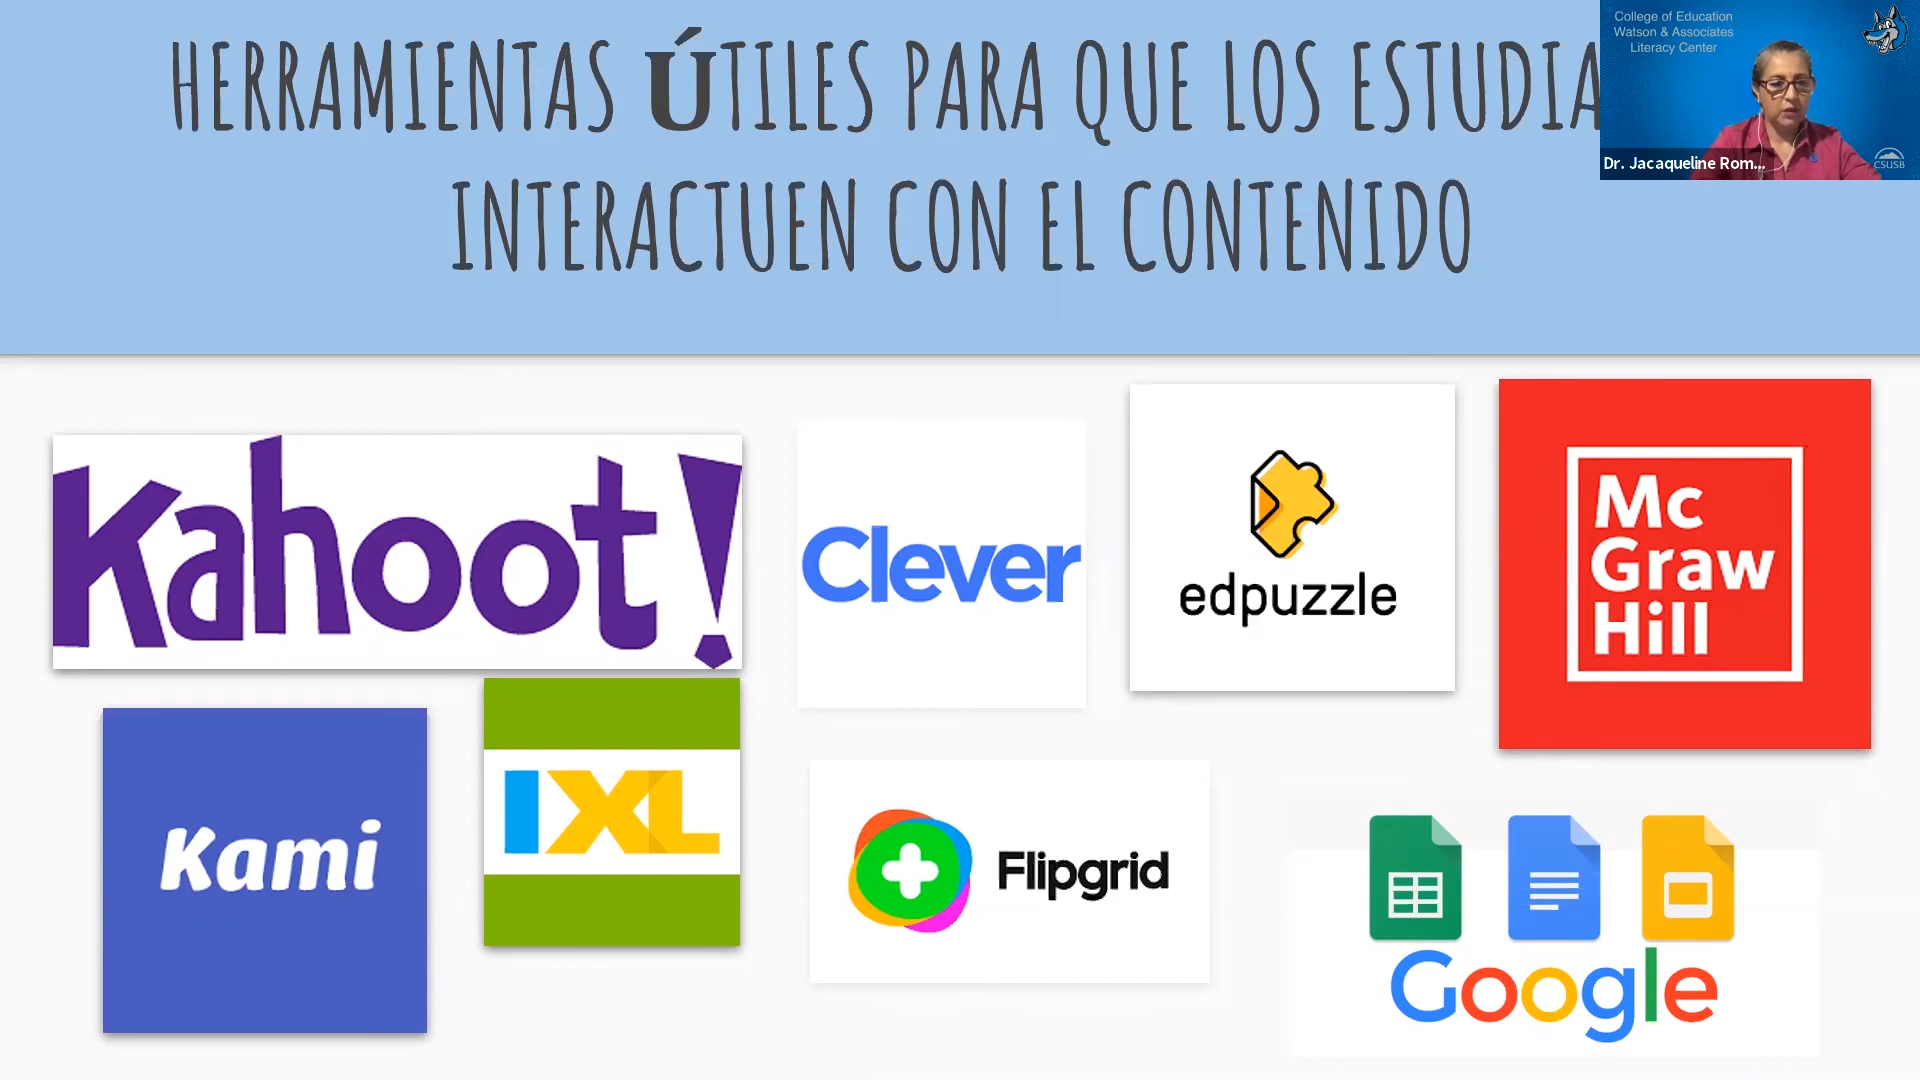 HERRAMIENTAS ÚTILES PARA QUE LOS ESTUDIA
INTERACTUEN CON EL CONTENIDO
College of Education
Watson & Associates
Literacy Center
Dr. Jacaqueline Rom...
CSUSB
Kahoot!
Clever
edpuzzle
Mc
Graw
Hill
Kami
IXL
Flipgrid
Google